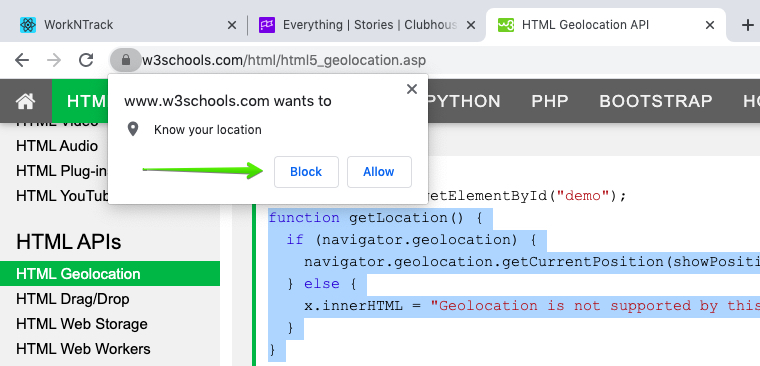 WorkNTrack
Everything | Stories | Clubhous
HTML Geolocation API
w3schools.com/html/html5_geolocation.asp
HTM
PYTHON
PHP
BOOTSTRAP
HO
www.w3schools.com wants to
Know your location
Block
Allow
HTML Video
HTML Audio
HTML Plug-in
HTML YouTub
HTML APIs
HTML Geolocation
HTML Drag/Drop
HTML Web Storage
HTML Web Workers
etElementById("demo");
function getLocation() {
if (navigator.geolocation) {
navigator.geolocation.getCurrentPosition(showPositi
} else {
x.innerHTML = "Geolocation is not supported by this
}
}